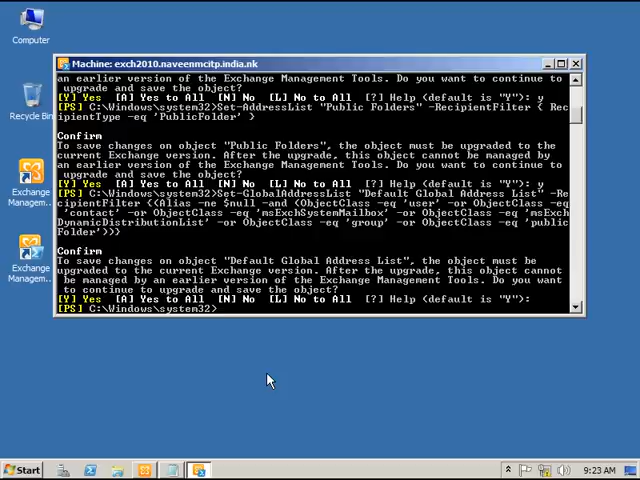 Computer
Recycle Bin
Exchange
Managem...
Exchange
Managem...
Machine: exch2010.naveenmcitp.india.nk
an earlier version of the Exchange Management Tools. Do you want to continue to
upgrade and save the object?
[Y] Yes  [A] Yes to All  [N] No  [L] No to All  [?] Help (default is "Y"): y
[PS] C:\Windows\system32>Set-AddressList "Public Folders" -RecipientFilter { Rec
ipientType -eq 'PublicFolder' }
Confirm
To save changes on object "Public Folders", the object must be upgraded to the
current Exchange version. After the upgrade, this object cannot be managed by
an earlier version of the Exchange Management Tools. Do you want to continue to
upgrade and save the object?
[Y] Yes  [A] Yes to All  [N] No  [L] No to All  [?] Help (default is "Y"): y
[PS] C:\Windows\system32>Set-GlobalAddressList "Default Global Address List" -Re
cipientFilter {(Alias -ne $null -and (ObjectClass -eq 'user' -or ObjectClass -eq
'contact' -or ObjectClass -eq 'msExchSystemMailbox' -or ObjectClass -eq 'msExch
DynamicDistributionList' -or ObjectClass -eq 'group' -or ObjectClass -eq 'public
Folder'))}
Confirm
To save changes on object "Default Global Address List", the object must be
upgraded to the current Exchange version. After the upgrade, this object cannot
be managed by an earlier version of the Exchange Management Tools. Do you want
to continue to upgrade and save the object?
[Y] Yes  [A] Yes to All  [N] No  [L] No to All  [?] Help (default is "Y"):
[PS] C:\Windows\system32>
Start
9:23 AM